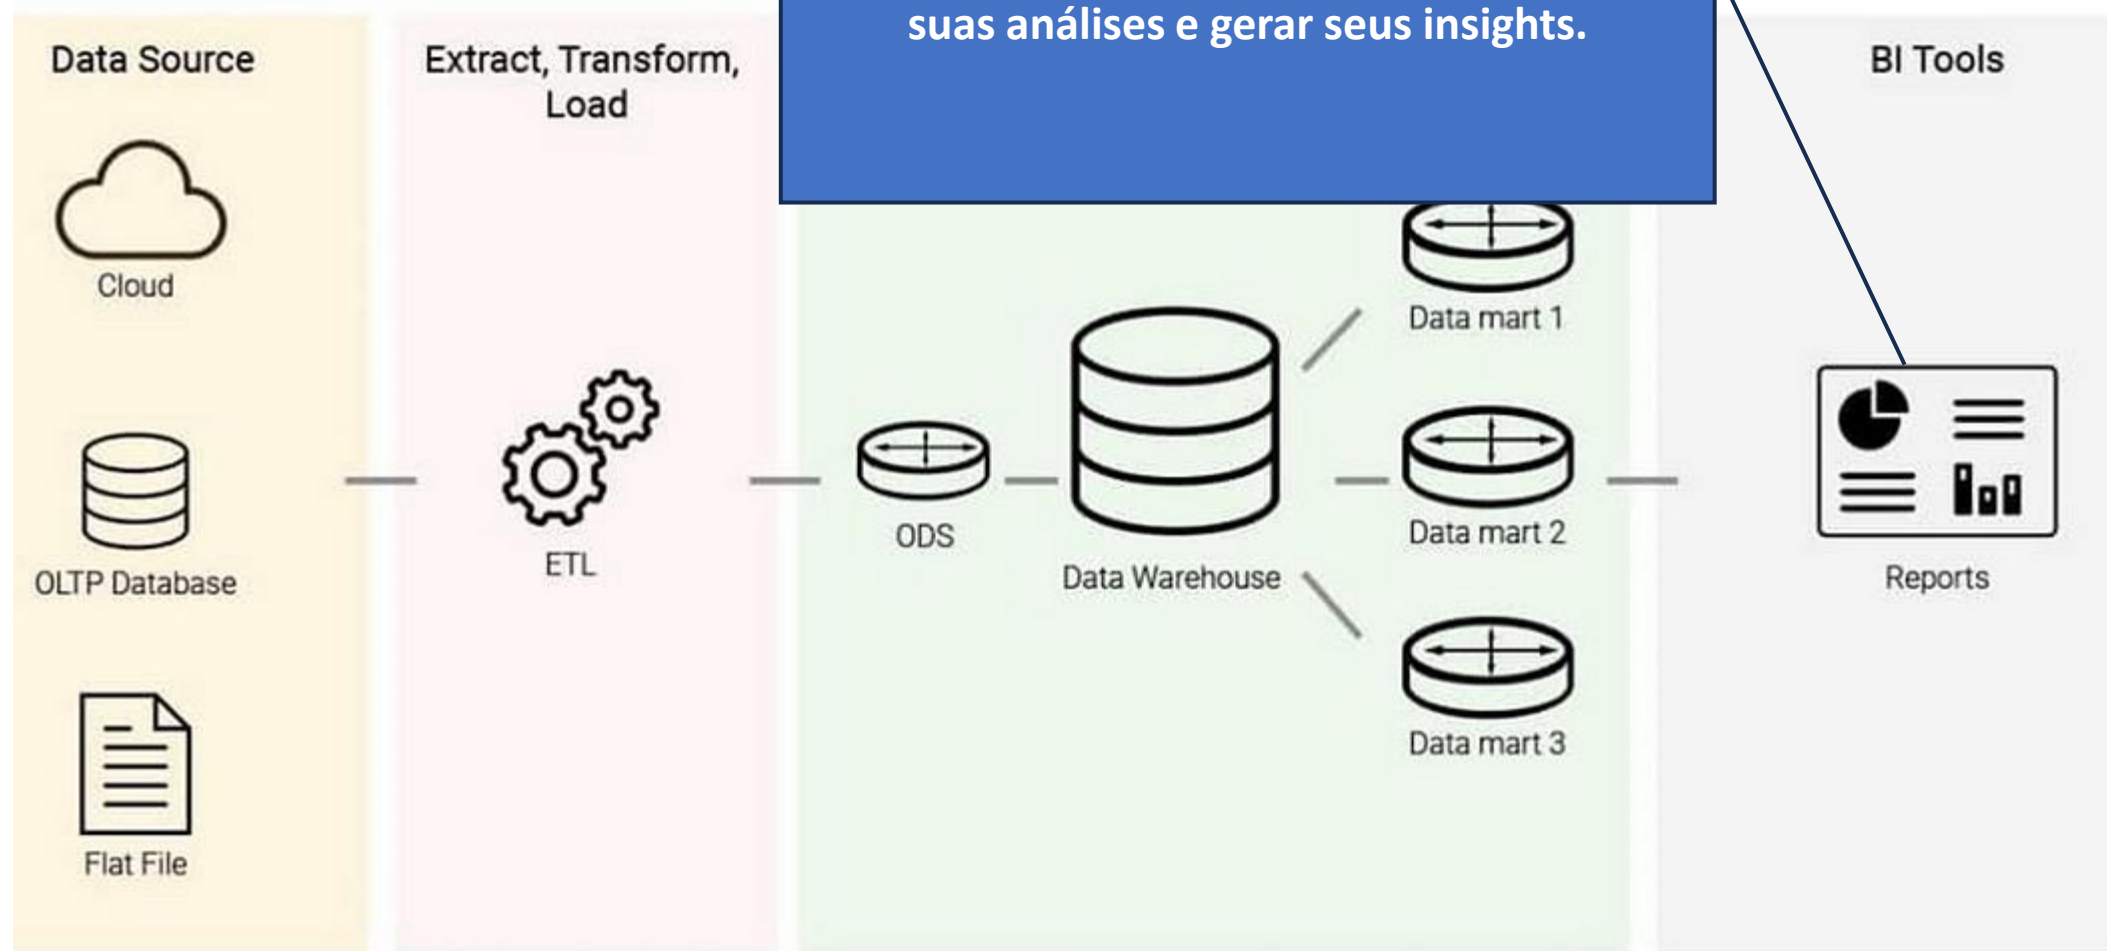 suas análises e gerar seus insights.
Data Source
Cloud
OLTP Database
Flat File
Extract, Transform,
Load
ETL
ODS
Data Warehouse
Data mart 1
Data mart 2
Data mart 3
BI Tools
Reports